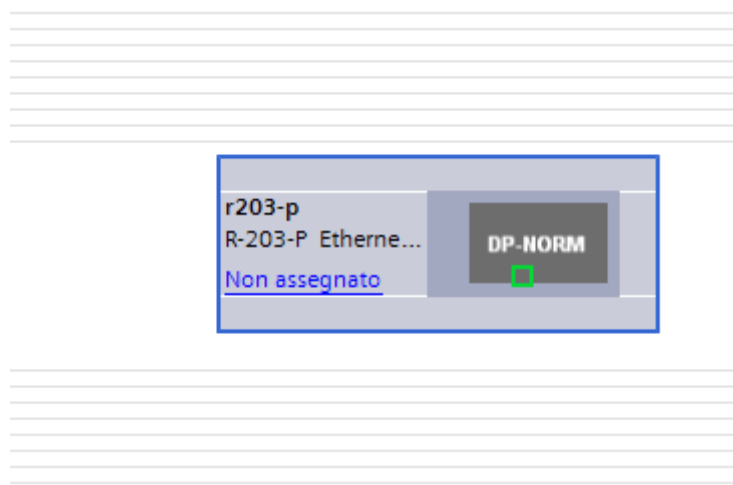 r203-p
R-203-P Etherne...
DP-NORM
Non assegnato